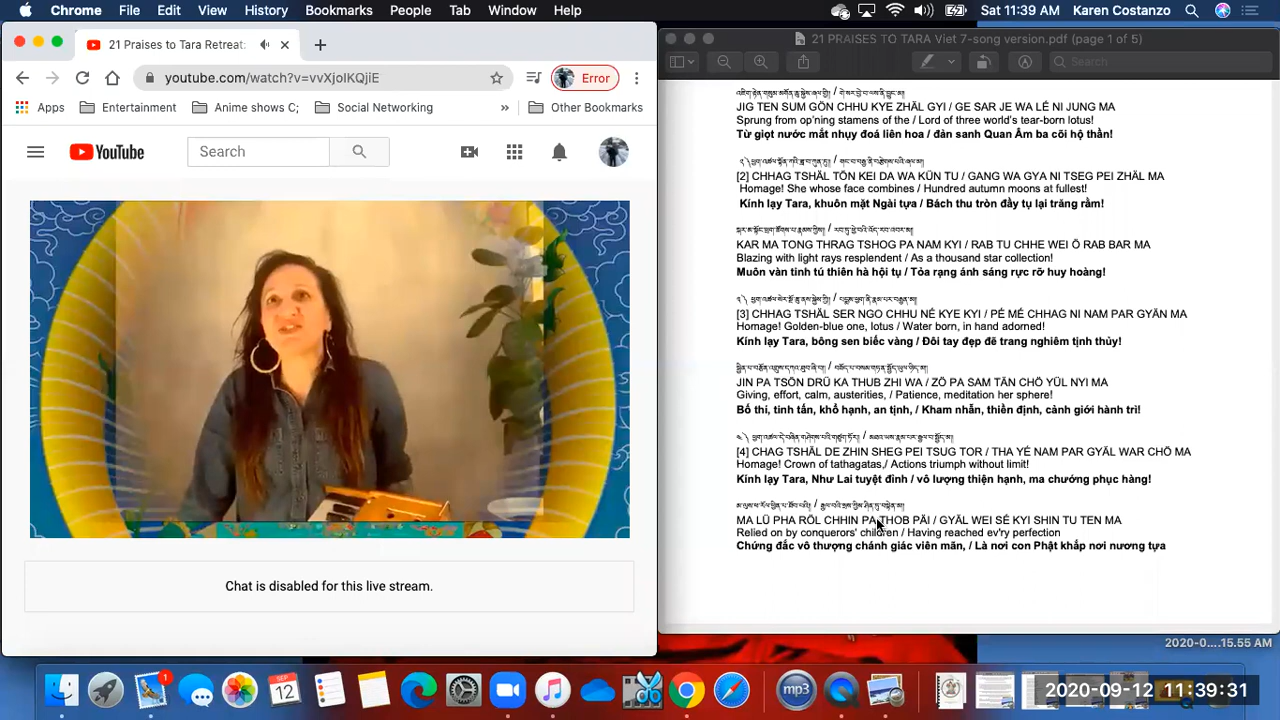 Chrome File Edit View History Bookmarks People Tab Window Help
Sat 11:39 AM Karen Costanzo
21 Praises to Tara Retreat:
youtube.com/watch?v=vvXjolKQjiE
Error
Apps Entertainment Anime shows C; Social Networking » Other Bookmarks
YouTube
Search
Chat is disabled for this live stream.
21 PRAISES TO TARA Viet 7-song version.pdf (page 1 of 5)
Search
JIG TEN SUM GÖN CHHU KYE ZHÄL GYI / GE SAR JE WA LÉ NI JUNG MA
Sprung from op'ning stamens of the / Lord of three world's tear-born lotus!
Từ giọt nước mắt nhụy đoá liên hoa / đản sanh Quan Âm ba cõi hộ thần!
[2] CHHAG TSHÄL TÖN KEI DA WA KÜN TU / GANG WA GYA NI TSEG PEI ZHÄL MA
Homage! She whose face combines / Hundred autumn moons at fullest!
Kính lạy Tara, khuôn mặt Ngài tựa / Bách thu tròn đầy tụ lại trăng rằm!
KAR MA TONG THRAG TSHOG PA NAM KYI / RAB TU CHHE WEI Ö RAB BAR MA
Blazing with light rays resplendent / As a thousand star collection!
Muôn vàn tinh tú thiên hà hội tụ / Tỏa rạng ánh sáng rực rỡ huy hoàng!
[3] CHHAG TSHÄL SER NGO CHHU NÉ KYE KYI / PÉ MÉ CHHAG NI NAM PAR GYÄN MA
Homage! Golden-blue one, lotus / Water born, in hand adorned!
Kính lạy Tara, bông sen biếc vàng / Đôi tay đẹp đẽ trang nghiêm tịnh thủy!
JIN PA TSÖN DRÜ KA THUB ZHI WA / ZÖ PA SAM TÄN CHÖ YÜL NYI MA
Giving, effort, calm, austerities, / Patience, meditation her sphere!
Bố thí, tinh tấn, khổ hạnh, an tịnh, / Kham nhẫn, thiền định, cảnh giới hành trì!
[4] CHAG TSHÄL DE ZHIN SHEG PEI TSUG TOR / THA YÉ NAM PAR GYÄL WAR CHÖ MA
Homage! Crown of tathagatas,/ Actions triumph without limit!
Kính lạy Tara, Như Lai tuyệt đỉnh / vô lượng thiện hạnh, ma chướng phục hàng!
MA LÜ PHA RÖL CHHIN PA THOB PÄI / GYÄL WEI SÉ KYI SHIN TU TEN MA
Relied on by conquerors' children / Having reached ev'ry perfection
Chứng đắc vô thượng chánh giác viên mãn, / Là nơi con Phật khắp nơi nương tựa
2020-0....15.55 AM
SEP
12
1
mp3
2020-09-12 11:39:31